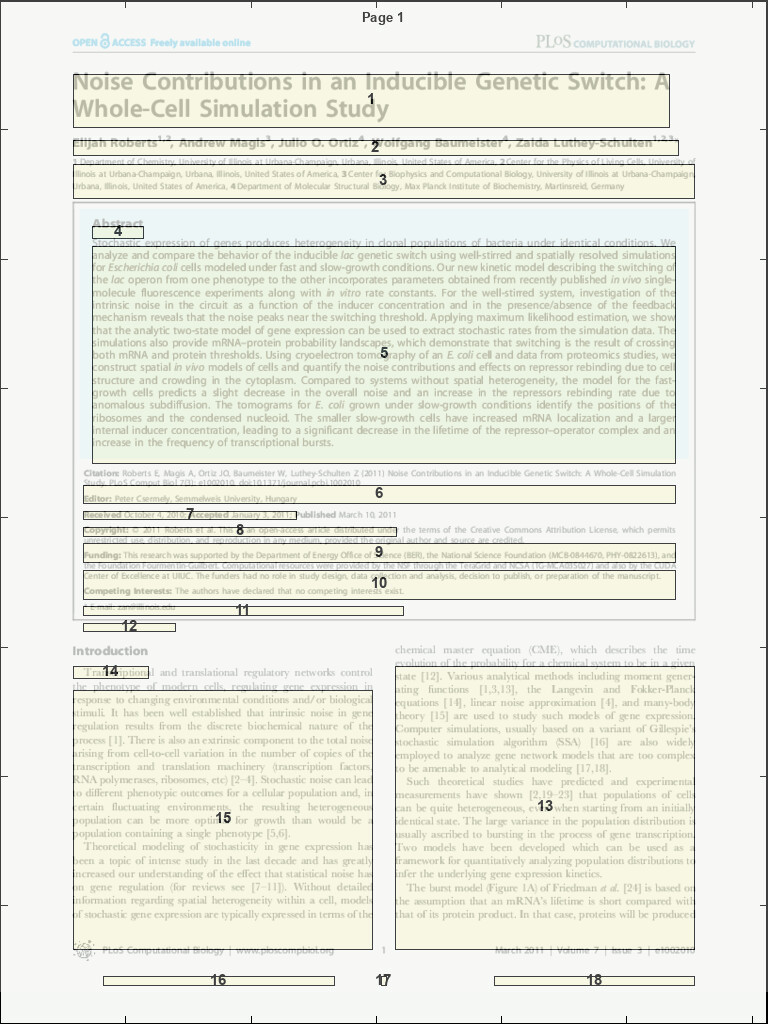 Page 1
OPEN ACCESS Freely available online
PLoS COMPUTATIONAL BIOLOGY
Noise Contributions in an Inducible Genetic Switch: A
1
Whole-Cell Simulation Study
Elijah Roberts1,2, Andrew Magis3, Julio O. Ortiz4, Wolfgang Baumeister4, Zaida Luthey-Schulten1,2,3*
2
1 Department of Chemistry, University of Illinois at Urbana-Champaign, Urbana, Illinois, United States of America, 2 Center for the Physics of Living Cells, University of
Illinois at Urbana-Champaign, Urbana, Illinois, United States of America, 3 Center for Biophysics and Computational Biology, University of Illinois at Urbana-Champaign,
3
Urbana, Illinois, United States of America, 4 Department of Molecular Structural Biology, Max Planck Institute of Biochemistry, Martinsreid, Germany
Abstract
4
Stochastic expression of genes produces heterogeneity in clonal populations of bacteria under identical conditions. We
analyze and compare the behavior of the inducible lac genetic switch using well-stirred and spatially resolved simulations
for Escherichia coli cells modeled under fast and slow-growth conditions. Our new kinetic model describing the switching of
the lac operon from one phenotype to the other incorporates parameters obtained from recently published in vivo single-
molecule fluorescence experiments along with in vitro rate constants. For the well-stirred system, investigation of the
intrinsic noise in the circuit as a function of the inducer concentration and in the presence/absence of the feedback
mechanism reveals that the noise peaks near the switching threshold. Applying maximum likelihood estimation, we show
that the analytic two-state model of gene expression can be used to extract stochastic rates from the simulation data. The
simulations also provide mRNA–protein probability landscapes, which demonstrate that switching is the result of crossing
both mRNA and protein thresholds. Using cryoelectron tomography of an E. coli cell and data from proteomics studies, we
5
construct spatial in vivo models of cells and quantify the noise contributions and effects on repressor rebinding due to cell
structure and crowding in the cytoplasm. Compared to systems without spatial heterogeneity, the model for the fast-
growth cells predicts a slight decrease in the overall noise and an increase in the repressors rebinding rate due to
anomalous subdiffusion. The tomograms for E. coli grown under slow-growth conditions identify the positions of the
ribosomes and the condensed nucleoid. The smaller slow-growth cells have increased mRNA localization and a larger
internal inducer concentration, leading to a significant decrease in the lifetime of the repressor–operator complex and an
increase in the frequency of transcriptional bursts.
Citation: Roberts E, Magis A, Ortiz JO, Baumeister W, Luthey-Schulten Z (2011) Noise Contributions in an Inducible Genetic Switch: A Whole-Cell Simulation
Study. PLoS Comput Biol 7(3): e1002010. doi:10.1371/journal.pcbi.1002010
6
Editor: Peter Csermely, Semmelweis University, Hungary
Received October 4, 2010; Accepted January 3, 2011; Published March 10, 2011
7
Copyright: © 2011 Roberts et al. This is an open-access article distributed under the terms of the Creative Commons Attribution License, which permits
8
unrestricted use, distribution, and reproduction in any medium, provided the original author and source are credited.
Funding: This research was supported by the Department of Energy Office of Science (BER), the National Science Foundation (MCB-0844670, PHY-0822613), and
9
the Foundation Fourmentin-Guilbert. Computational resources were provided by the NSF through the TeraGrid and NCSA (TG-MCA03S027) and also by the CUDA
Center of Excellence at UIUC. The funders had no role in study design, data collection and analysis, decision to publish, or preparation of the manuscript.
10
Competing Interests: The authors have declared that no competing interests exist.
* E-mail: zan@illinois.edu
11
12
Introduction
14
Transcriptional and translational regulatory networks control
the phenotype of modern cells, regulating gene expression in
response to changing environmental conditions and/or biological
stimuli. It has been well established that intrinsic noise in gene
regulation results from the discrete biochemical nature of the
process [1]. There is also an extrinsic component to the total noise
arising from cell-to-cell variations in the number of copies of the
transcription and translation machinery (transcription factors,
RNA polymerases, ribosomes, etc) [2–4]. Stochastic noise can lead
to different phenotypic outcomes for a cellular population and, in
certain fluctuating environments, the resulting heterogeneous
population can be more optimal for growth than would be a
15
population containing a single phenotype [5,6].
Theoretical modeling of stochasticity in gene expression has
been a topic of intense study in the last decade and has greatly
increased our understanding of the effect that statistical noise has
on gene regulation (for reviews see [7–11]). Without detailed
information regarding spatial heterogeneity within a cell, models
of stochastic gene expression are typically expressed in terms of the
chemical master equation (CME), which describes the time
evolution of the probability for a chemical system to be in a given
state [12]. Various analytical methods including moment gener-
ating functions [1,3,13], the Langevin and Fokker-Planck
equations [14], linear noise approximation [4], and many-body
theory [15] are used to study such models of gene expression.
Computer simulations, usually based on a variant of Gillespie's
stochastic simulation algorithm (SSA) [16] are also widely
employed to analyze gene network models that are too complex
to be amenable to analytical modeling [17,18].
Such theoretical studies have predicted and experimental
measurements have shown [2,19–23] that populations of cells
can be quite heterogeneous, even when starting from an initially
13
identical state. The large variance in the population distribution is
usually ascribed to bursting in the process of gene transcription.
Two models have been developed which can be used as a
framework for quantitatively analyzing population distributions to
infer the underlying gene expression kinetics.
The burst model (Figure 1A) of Friedman et al. [24] is based on
the assumption that an mRNA's lifetime is short compared with
that of its protein product. In that case, proteins will be produced
PLoS Computational Biology | www.ploscompbiol.org
1
March 2011 | Volume 7 | Issue 3 | e1002010
16
17
18